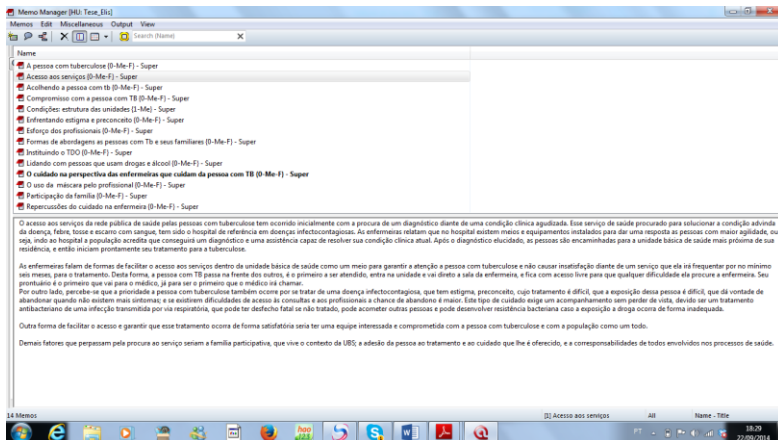 Memo Manager [HU: Tese_Elis]
Memos Edit Miscellaneous Output View
Search (Name)
Name
A pessoa com tuberculose {0-Me-F} - Super
Acesso aos serviços {0-Me-F} - Super
Acolhendo a pessoa com tb {0-Me-F} - Super
Compromisso com a pessoa com TB {0-Me-F} - Super
Condições: estrutura das unidades {1-Me} - Super
Enfrentando estigma e preconceito {0-Me-F} - Super
Esforço dos profissionais {0-Me-F} - Super
Formas de abordagens as pessoas com Tb e seus familiares {0-Me-F} - Super
Instituindo o TDO {0-Me-F} - Super
Lidando com pessoas que usam drogas e álcool {0-Me-F} - Super
O cuidado na perspectiva das enfermeiras que cuidam da pessoa com TB {0-Me-F} - Super
O uso da máscara pelo profissional {0-Me-F} - Super
Participação da família {0-Me-F} - Super
Repercussões do cuidado na enfermeira {0-Me-F} - Super
O acesso aos serviços da rede pública de saúde pelas pessoas com tuberculose tem ocorrido inicialmente com a procura de um diagnóstico diante de uma condição clínica agudizada. Esse serviço de saúde procurado para solucionar a condição advinda
da doença, febre, tosse e escarro com sangue, tem sido o hospital de referência em doenças infectocontagiosas. As enfermeiras relatam que no hospital existem meios e equipamentos instalados para dar uma resposta as pessoas com maior agilidade, ou
seja, indo ao hospital a população acredita que conseguirá um diagnóstico e uma assistência capaz de resolver sua condição clínica atual. Após o diagnóstico elucidado, as pessoas são encaminhadas para a unidade básica de saúde mais próxima de sua
residência, e então iniciam prontamente seu tratamento para a tuberculose.
As enfermeiras falam de formas de facilitar o acesso aos serviços dentro da unidade básica de saúde como um meio para garantir a atenção a pessoa com tuberculose e não causar insatisfação diante de um serviço que ela irá frequentar por no mínimo
seis meses, para o tratamento. Desta forma, a pessoa com TB passa na frente dos outros, é o primeiro a ser atendido, entra na unidade e vai direto a sala da enfermeira, e fica com acesso livre para que qualquer dificuldade ela procure a enfermeira. Seu
prontuário é o primeiro que vai para o médico, já para ser o primeiro que o médico irá chamar.
Por outro lado, percebe-se que a prioridade a pessoa com tuberculose também ocorre por se tratar de uma doença infectocontagiosa, que tem estigma, preconceito, cujo tratamento é difícil, que a exposição dessa pessoa é difícil, que dá vontade de
abandonar quando não existem mais sintomas; e se existirem dificuldades de acesso às consultas e aos profissionais a chance de abandono é maior. Este tipo de cuidado exige um acompanhamento sem perder de vista, devido ser um tratamento
antibacteriano de uma infecção transmitida por via respiratória, que pode ter desfecho fatal se não tratado, pode acometer outras pessoas e pode desenvolver resistência bacteriana caso a exposição a droga ocorra de forma inadequada.
Outra forma de facilitar o acesso e garantir que esse tratamento ocorra de forma satisfatória seria ter uma equipe interessada e comprometida com a pessoa com tuberculose e com a população como um todo.
Demais fatores que perpassam pela procura ao serviço seriam a família participativa, que vive o contexto da UBS; a adesão da pessoa ao tratamento e ao cuidado que lhe é oferecido, e a corresponsabilidades de todos envolvidos nos processos de saúde.
14 Memos
[1] Acesso aos serviços
All
Name - Title
PT
18:29
22/09/2014